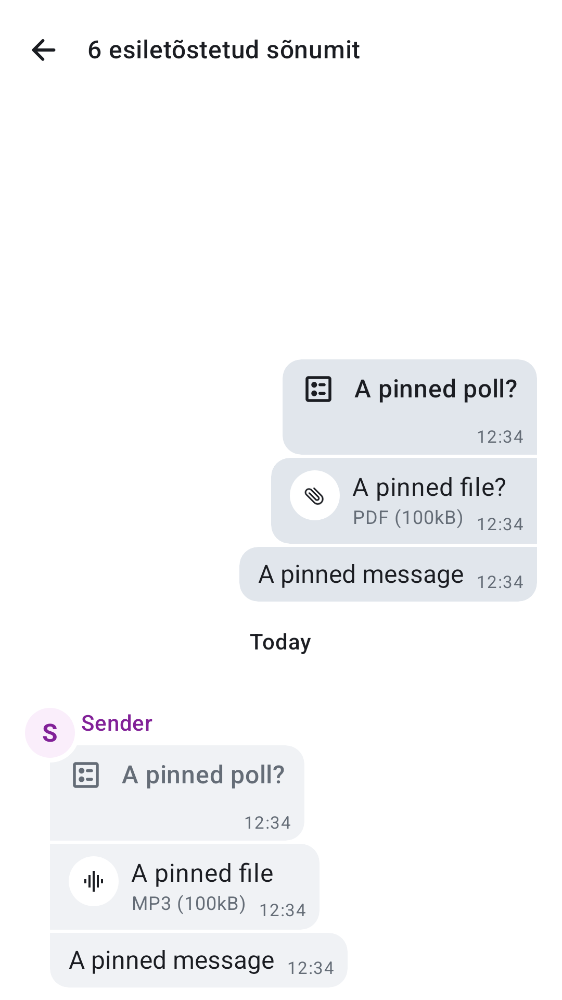 6 esiletõstetud sõnumit
A pinned poll?
12:34
A pinned file?
PDF (100kB) 12:34
A pinned message 12:34
Today
S Sender
A pinned poll?
12:34
A pinned file
MP3 (100kB) 12:34
A pinned message 12:34